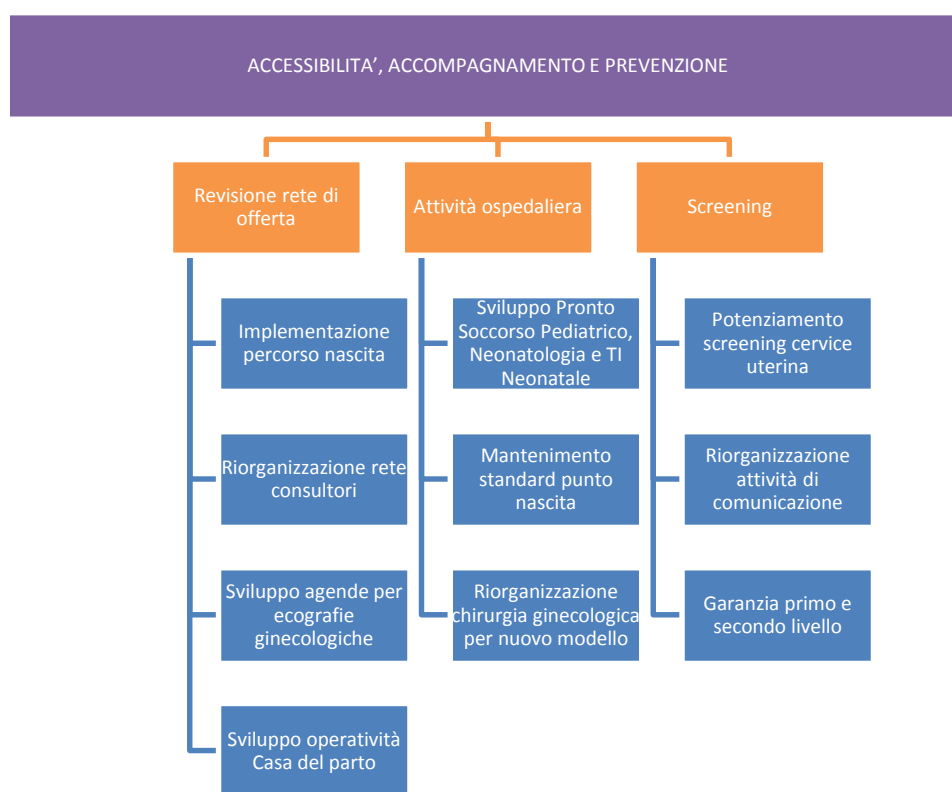 ACCESSIBILITA’, ACCOMPAGNAMENTO E PREVENZIONE
Revisione rete di
offerta
Implementazione
percorso nascita
Riorganizzazione rete
consultori
Sviluppo agende per
ecografie
ginecologiche
Sviluppo operatività
Casa del parto
Attività ospedaliera
Sviluppo Pronto
Soccorso Pediatrico,
Neonatologia e TI
Neonatale
Mantenimento
standard punto
nascita
Riorganizzazione
chirurgia ginecologica
per nuovo modello
Screening
Potenziamento
screening cervice
uterina
Riorganizzazione
attività di
comunicazione
Garanzia primo e
secondo livello